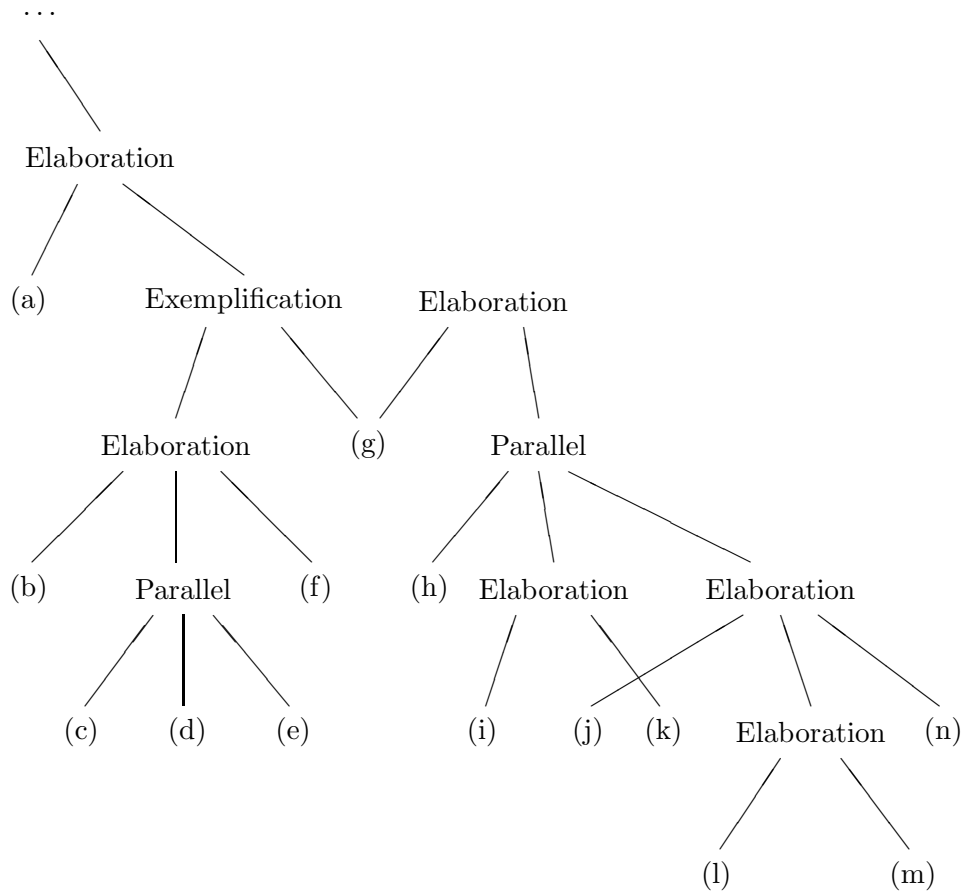 ...
Elaboration
(a) Exemplification Elaboration
Elaboration (g) Parallel
(b) Parallel (f) (h) Elaboration Elaboration
(c) (d) (e) (i) (j) (k) Elaboration (n)
(l) (m)